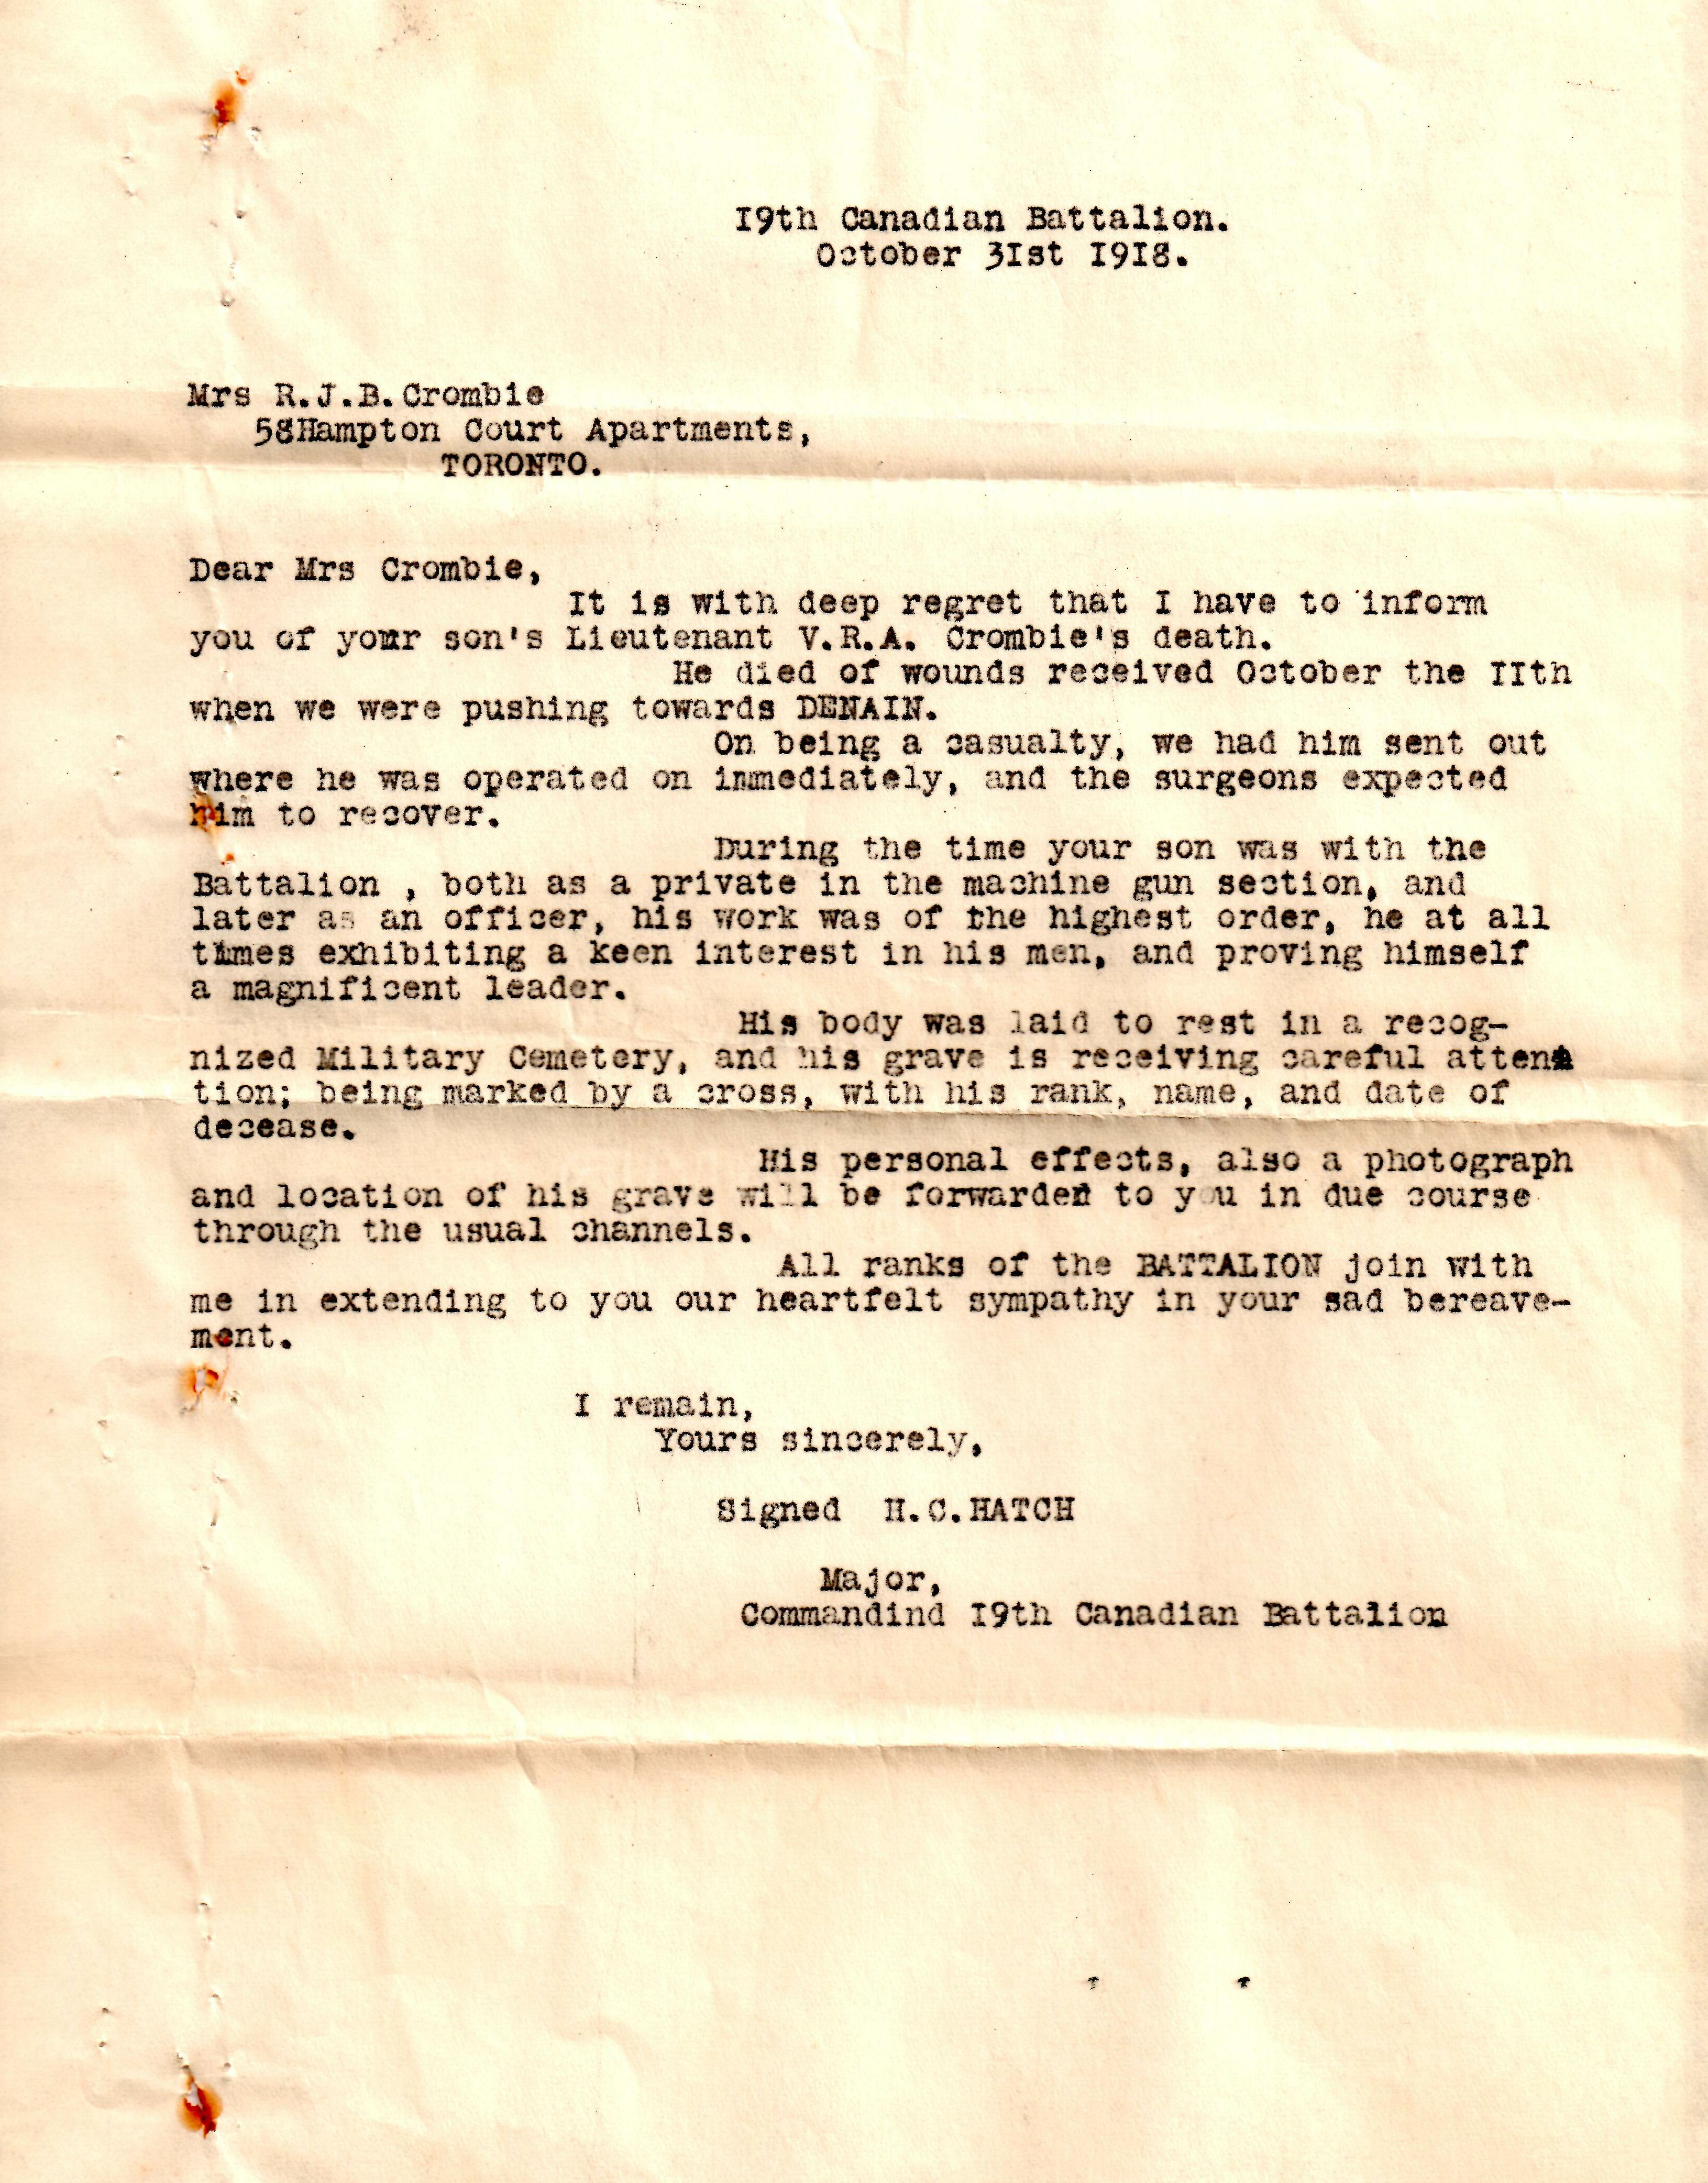 I9th Canadian Battalion.
October 3Ist I9I8.
Mrs R.J.B.Crombie
58Hampton Court Apartments,
TORONTO.
Dear Mrs Crombie,
It is with deep regret that I have to inform
you of your son's Lieutenant V.R.A. Crombie's death.
He died of wounds received October the IIth
when we were pushing towards DENAIN.
On being a casualty, we had him sent out
where he was operated on immediately, and the surgeons expected
him to recover.
During the time your son was with the
Battalion , both as a private in the machine gun section, and
later as an officer, his work was of the highest order, he at all
times exhibiting a keen interest in his men, and proving himself
a magnificent leader.
His body was laid to rest in a recog-
nized Military Cemetery, and his grave is receiving careful atten-
tion; being marked by a cross, with his rank, name, and date of
decease.
His personal effects, also a photograph
and location of his grave will be forwarded to you in due course
through the usual channels.
All ranks of the BATTALION join with
me in extending to you our heartfelt sympathy in your sad bereave-
ment.
I remain,
Yours sincerely,
Signed H.C.HATCH
Major,
Commandind I9th Canadian Battalion